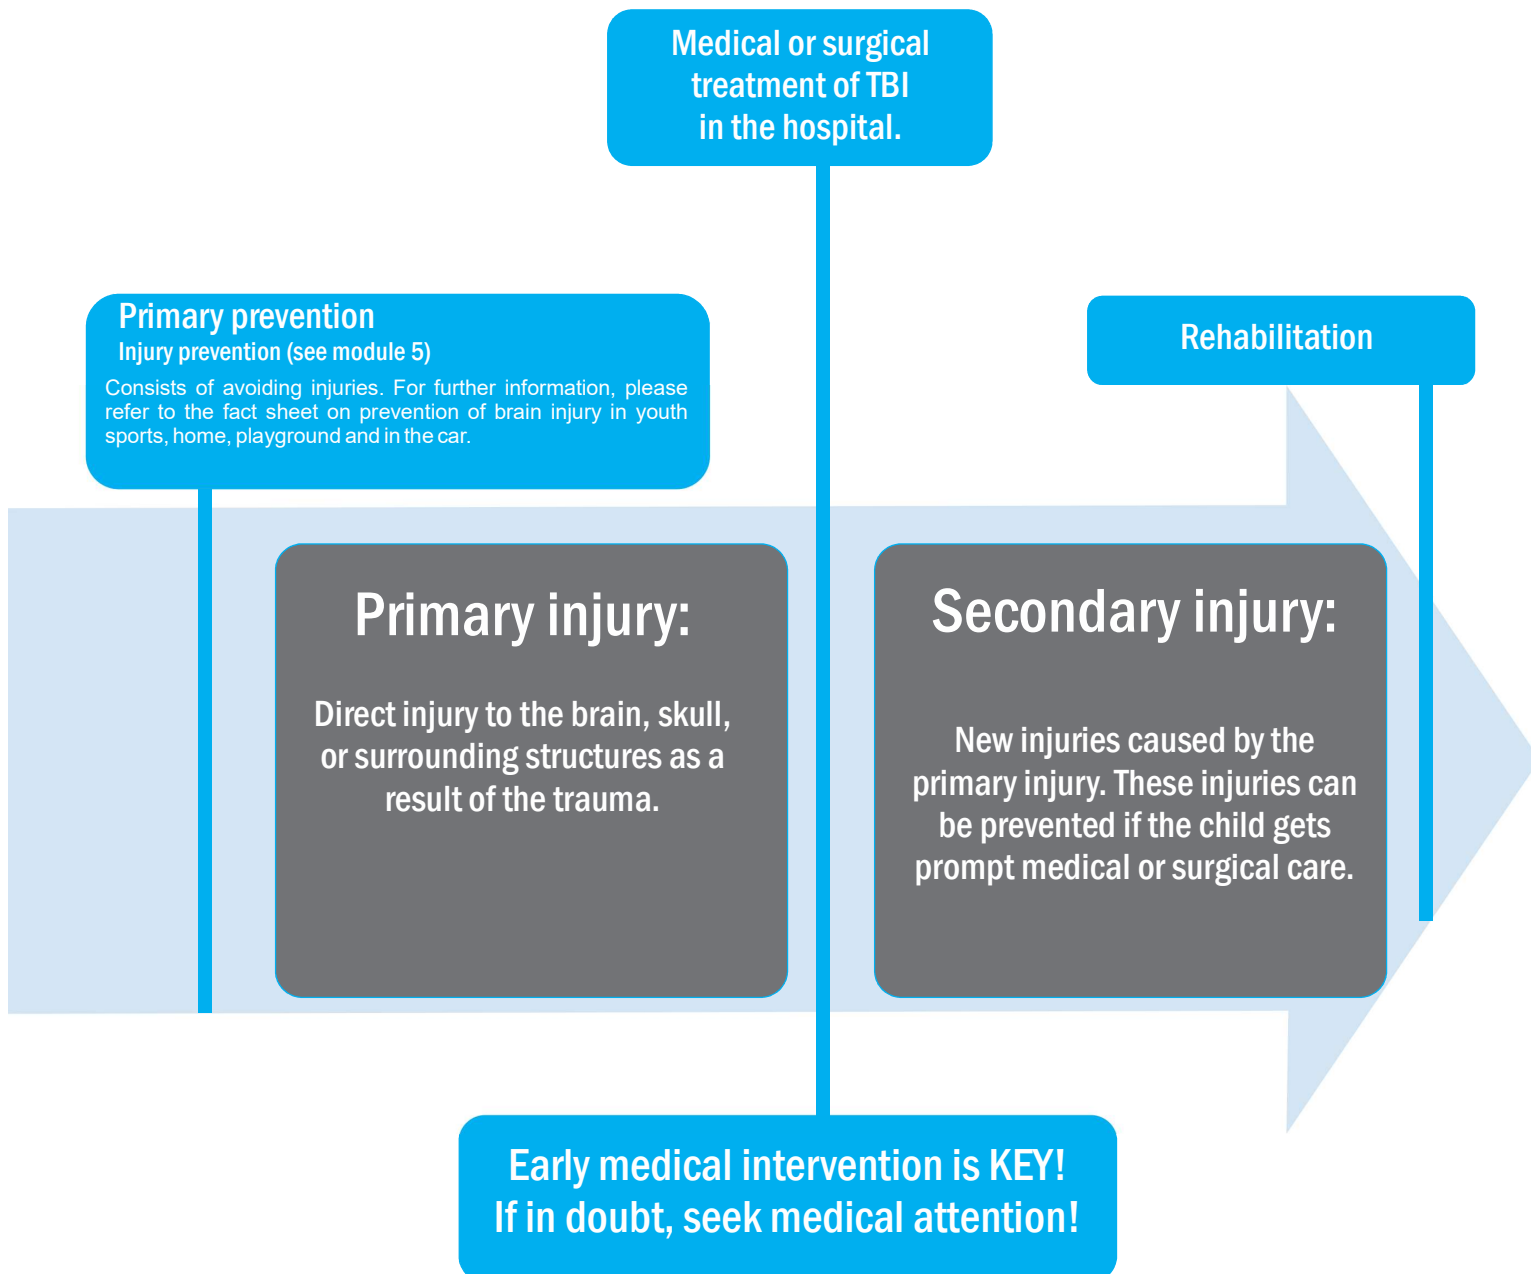 Medical or surgical
treatment of TBI
in the hospital.
Primary prevention
Injury prevention (see module 5)
Consists of avoiding injuries. For further information, please
refer to the fact sheet on prevention of brain injury in youth
sports, home, playground and in the car.
Rehabilitation
Primary injury:
Direct injury to the brain, skull,
or surrounding structures as a
result of the trauma.
Secondary injury:
New injuries caused by the
primary injury. These injuries can
be prevented if the child gets
prompt medical or surgical care.
Early medical intervention is KEY!
If in doubt, seek medical attention!